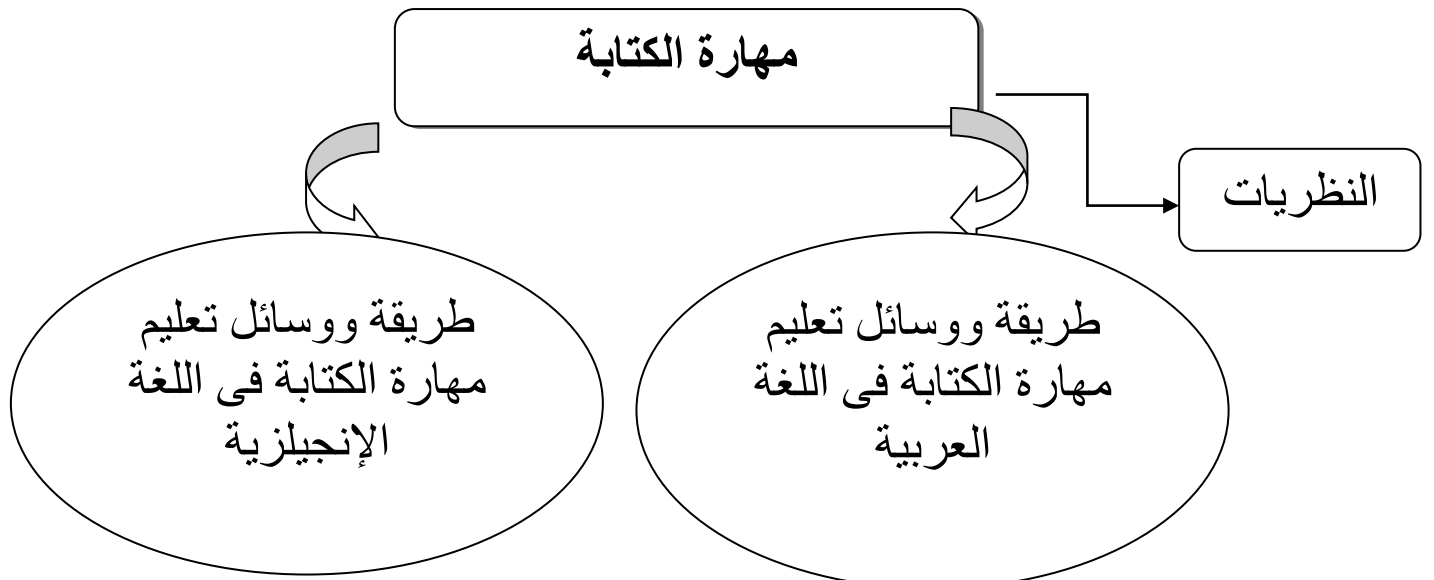 مهارة الكتابة
النظريات
طريقة ووسائل تعليم
مهارة الكتابة فى اللغة
العربية
طريقة ووسائل تعليم
مهارة الكتابة فى اللغة
الإنجيلزية